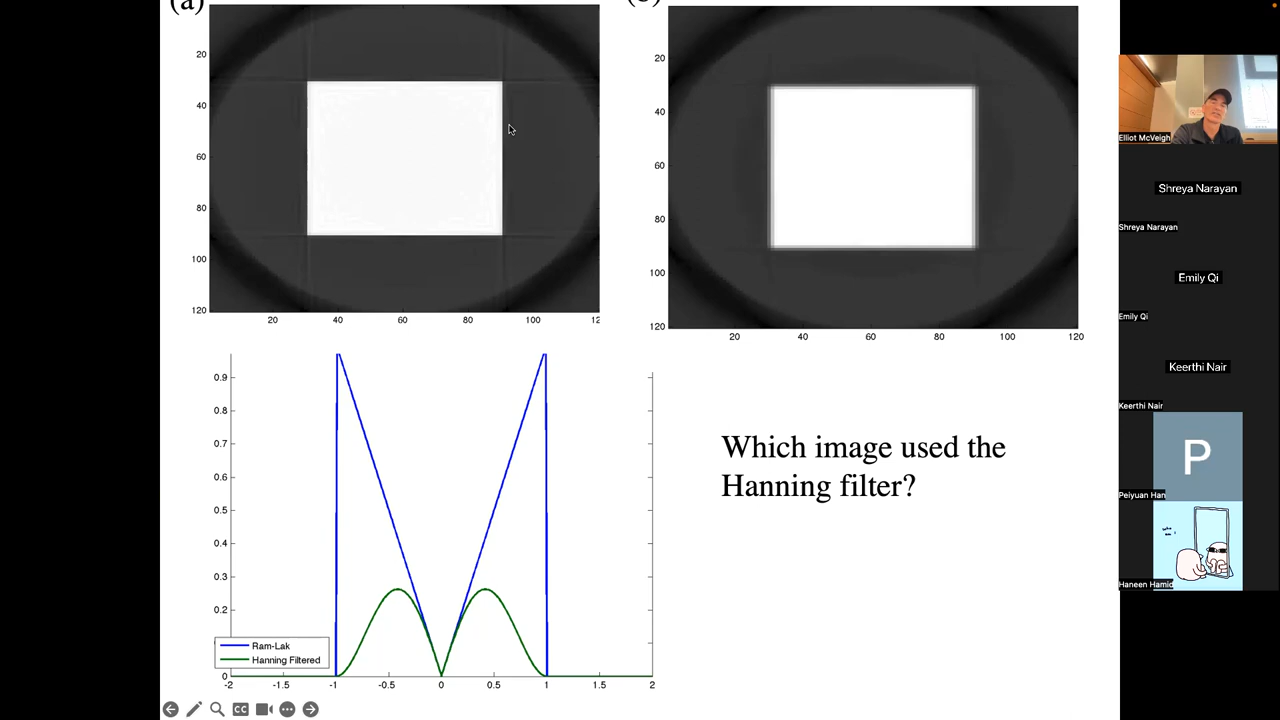 (a)
20
40
60
80
100
120
20
40
60
80
100
12
20
40
60
80
100
120
20
40
60
80
100
120
0.9
0.8
0.7
0.6
0.5
0.4
0.3
0.2
0
-2
-1.5
-1
-0.5
0
0.5
1
1.5
2
Ram-Lak
Hanning Filtered
Which image used the
Hanning filter?
CC
Elliot McVeigh
Shreya Narayan
Shreya Narayan
Emily Qi
Emily Qi
Keerthi Nair
Keerthi Nair
P
Peiyuan Han
Haneen Hamid